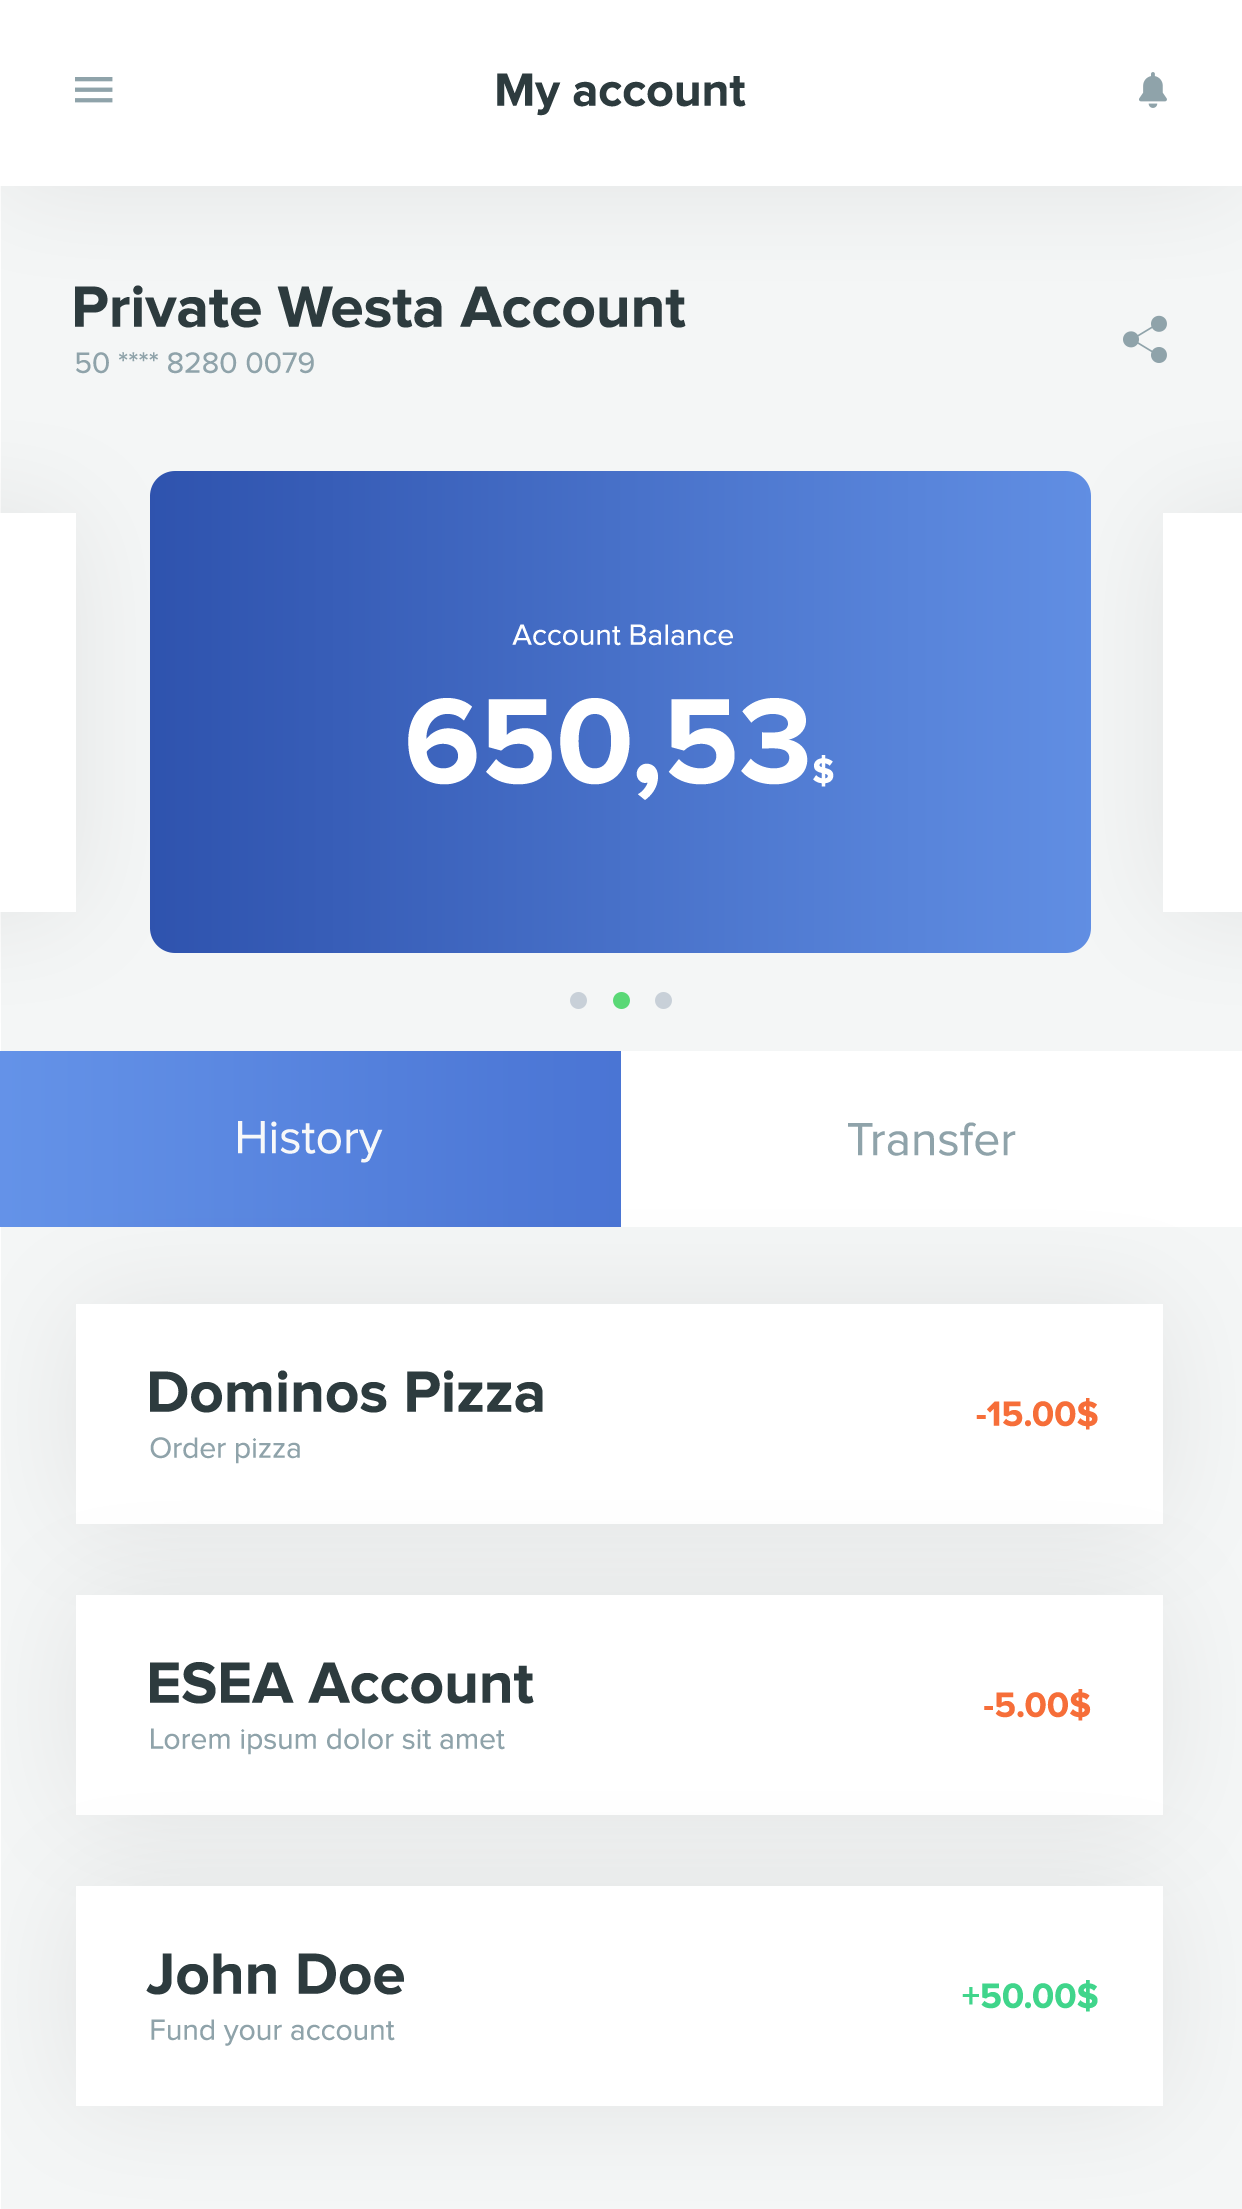 My account
Private Westa Account
50 **** 8280 0079
Account Balance
650,53$
History
Transfer
Dominos Pizza
Order pizza
-15.00$
ESEA Account
Lorem ipsum dolor sit amet
-5.00$
John Doe
Fund your account
+50.00$